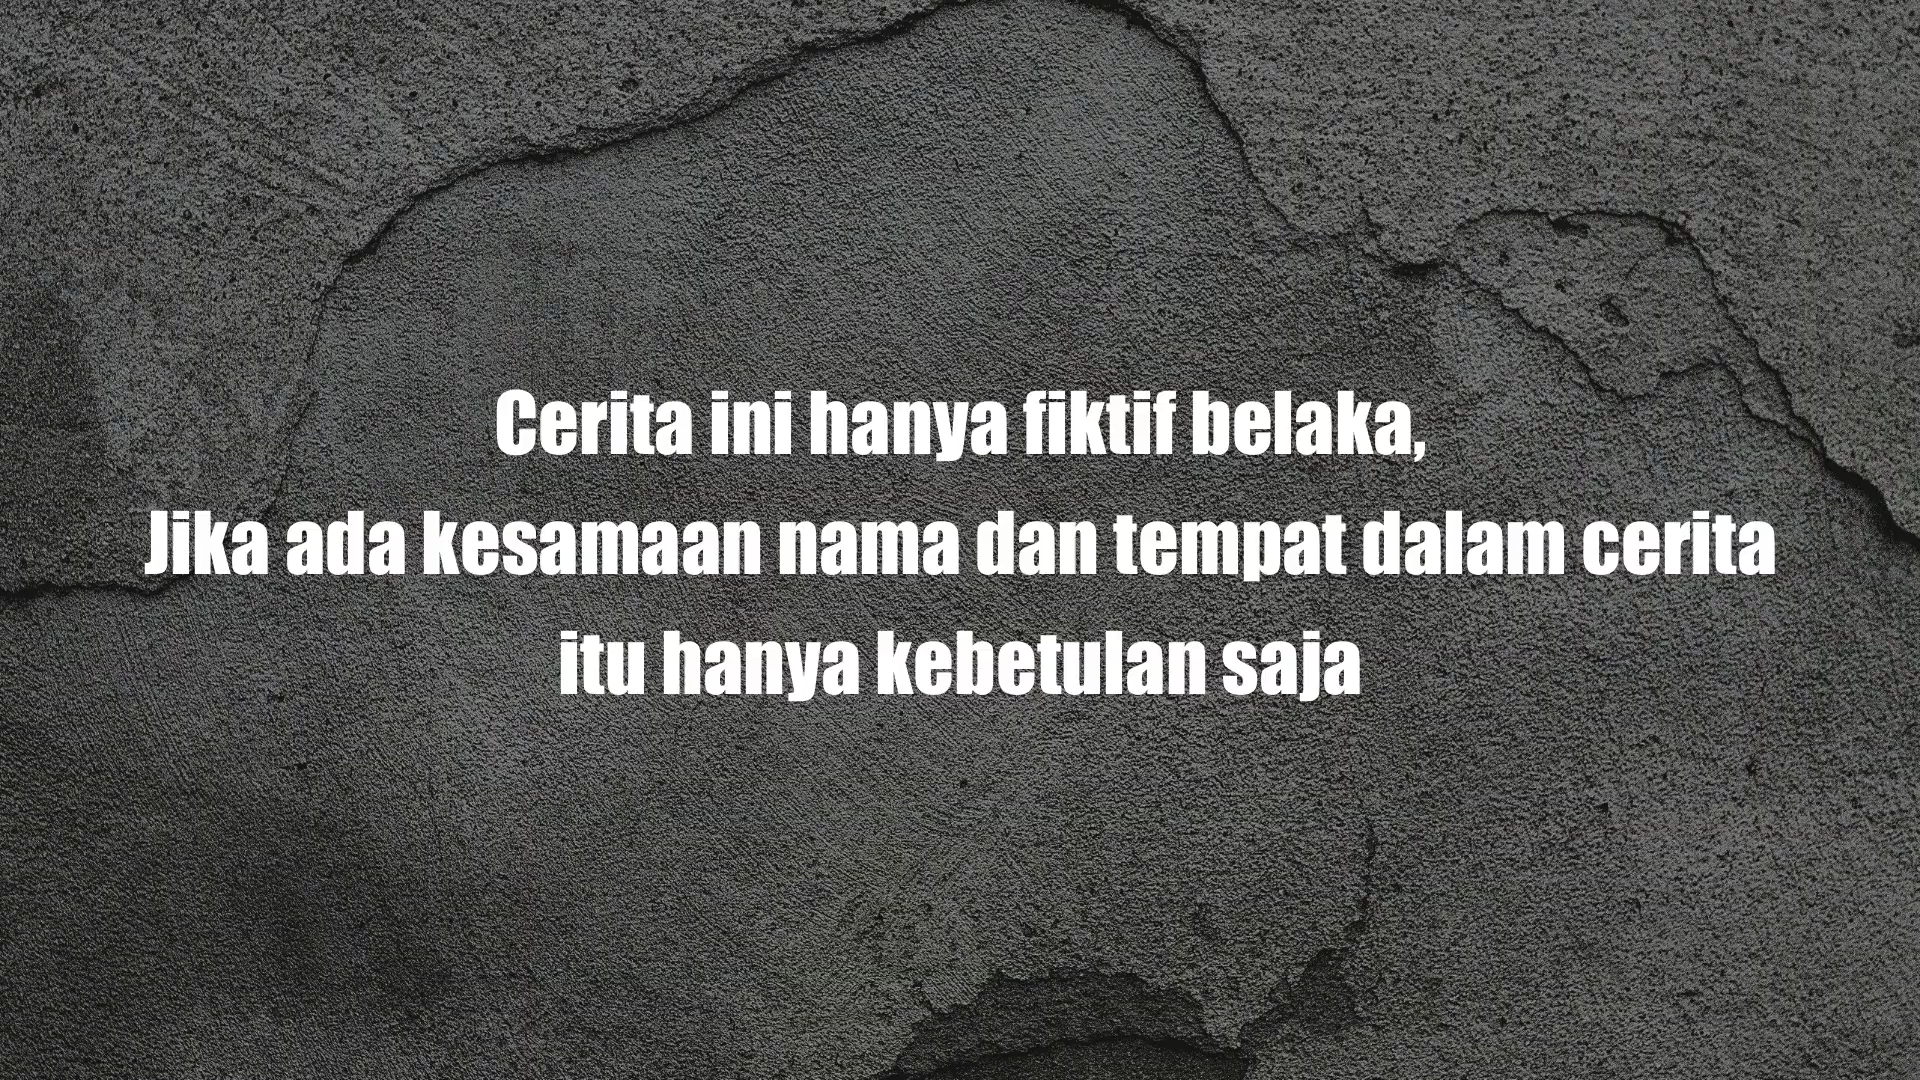 Cerita ini hanya fiktif belaka,
Jika ada kesamaan nama dan tempat dalam cerita
itu hanya kebetulan saja